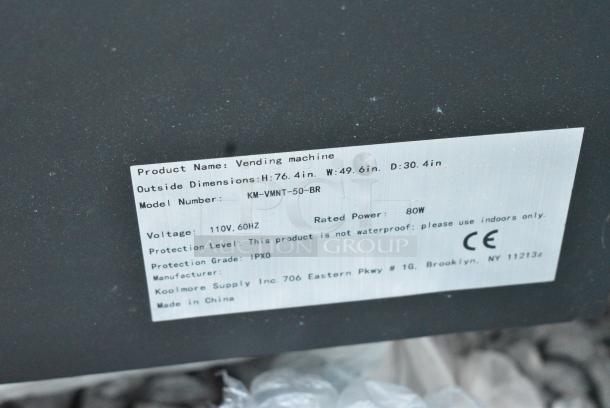 Product Name: Vending machine
Outside Dimensions:H:76.4in. W:49.6in. D:30.4in
Model Number: KM-VMNT-50-BR
Voltage: 110V,60HZ Rated Power: 80W
Protection Level: This product is not waterproof; please use indoors only.
Protection Grade: IPX0
CE
Manufacturer:
Koolmore Supply Inc 706 Eastern Pkwy # 1G, Brooklyn, NY 11213z
Made in China
GROUP